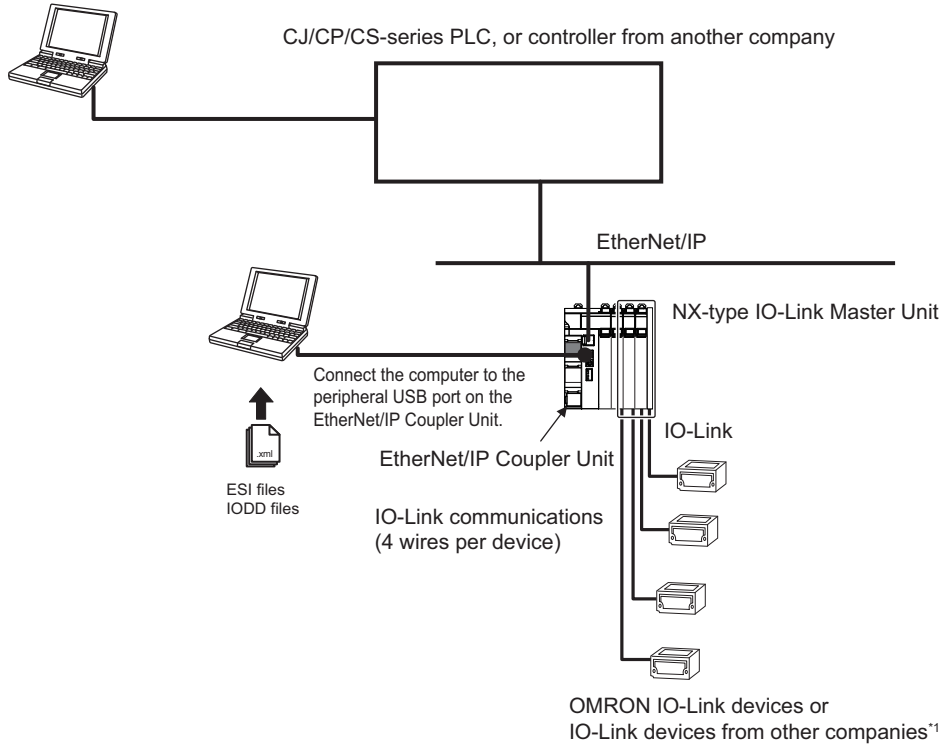 CJ/CP/CS-series PLC, or controller from another company
EtherNet/IP
NX-type IO-Link Master Unit
Connect the computer to the
peripheral USB port on the
EtherNet/IP Coupler Unit.
IO-Link
EtherNet/IP Coupler Unit
.xml
ESI files
IODD files
IO-Link communications
(4 wires per device)
OMRON IO-Link devices or
IO-Link devices from other companies*1